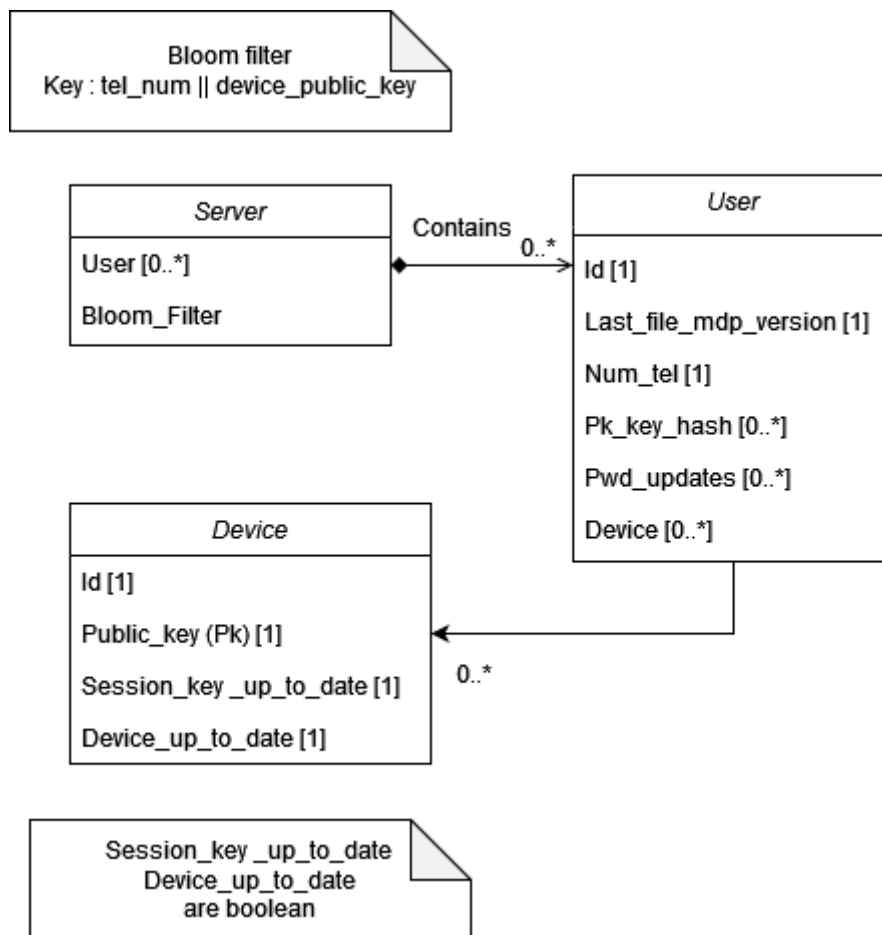 Bloom filter
Key : tel_num || device_public_key
Server
User [0..*]
Bloom_Filter
Contains
0..*
User
Id [1]
Last_file_mdp_version [1]
Num_tel [1]
Pk_key_hash [0..*]
Pwd_updates [0..*]
Device [0..*]
Device
Id [1]
Public_key (Pk) [1]
Session_key _up_to_date [1]
Device_up_to_date [1]
0..*
Session_key _up_to_date
Device_up_to_date
are boolean